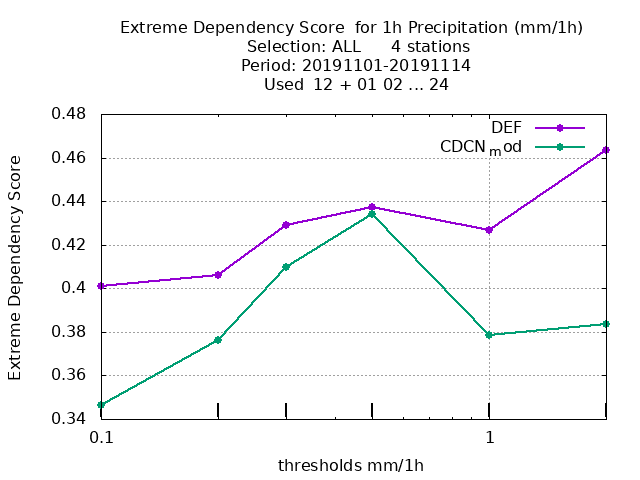 Extreme Dependency Score  for 1h Precipitation (mm/1h)
Selection: ALL      4 stations
Period: 20191101-20191114
Used  12 + 01 02 ... 24
DEF
CDCN_mod
Extreme Dependency Score
0.48
0.46
0.44
0.42
0.4
0.38
0.36
0.34
0.1
1
thresholds mm/1h